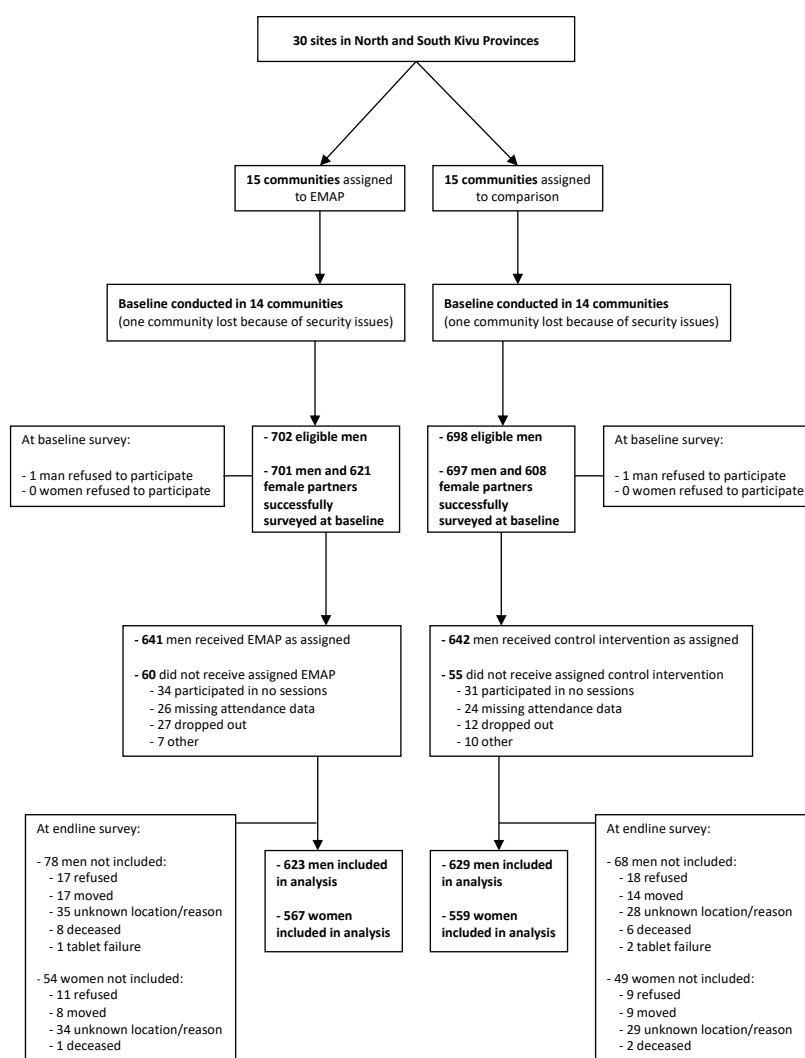 30 sites in North and South Kivu Provinces
15 communities assigned
to EMAP
15 communities assigned
to comparison
Baseline conducted in 14 communities
(one community lost because of security issues)
Baseline conducted in 14 communities
(one community lost because of security issues)
At baseline survey:
- 1 man refused to participate
- 0 women refused to participate
- 702 eligible men
- 701 men and 621
female partners
successfully
surveyed at baseline
- 698 eligible men
- 697 men and 608
female partners
successfully
surveyed at baseline
At baseline survey:
- 1 man refused to participate
- 0 women refused to participate
- 641 men received EMAP as assigned
- 60 did not receive assigned EMAP
- 34 participated in no sessions
- 26 missing attendance data
- 27 dropped out
- 7 other
- 642 men received control intervention as assigned
- 55 did not receive assigned control intervention
- 31 participated in no sessions
- 24 missing attendance data
- 12 dropped out
- 10 other
At endline survey:
- 78 men not included:
- 17 refused
- 17 moved
- 35 unknown location/reason
- 8 deceased
- 1 tablet failure
- 54 women not included:
- 11 refused
- 8 moved
- 34 unknown location/reason
- 1 deceased
- 623 men included
in analysis
- 567 women
included in analysis
- 629 men included
in analysis
- 559 women
included in analysis
At endline survey:
- 68 men not included:
- 18 refused
- 14 moved
- 28 unknown location/reason
- 6 deceased
- 2 tablet failure
- 49 women not included:
- 9 refused
- 9 moved
- 29 unknown location/reason
- 2 deceased